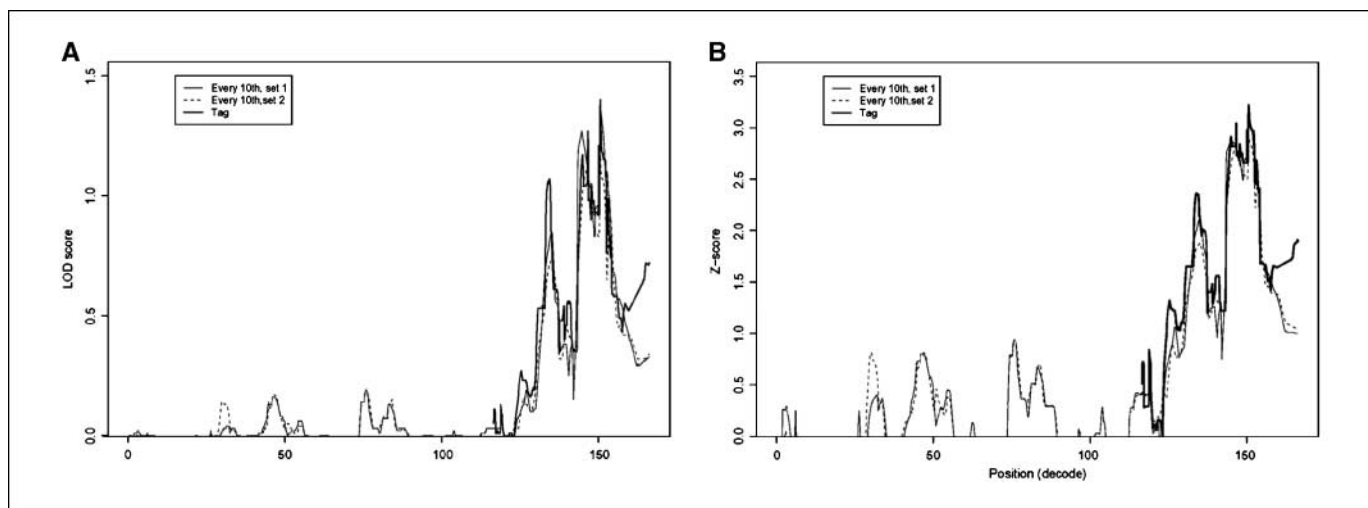 A
1.5
1.0
0.5
0.0
LOD score
Every 10th, set 1
Every 10th,set 2
Tag
0
50
100
150
B
3.5
3.0
2.5
2.0
1.5
1.0
0.5
0.0
Z-score
Every 10th, set 1
Every 10th,set 2
Tag
0
50
100
150
Position (decode)